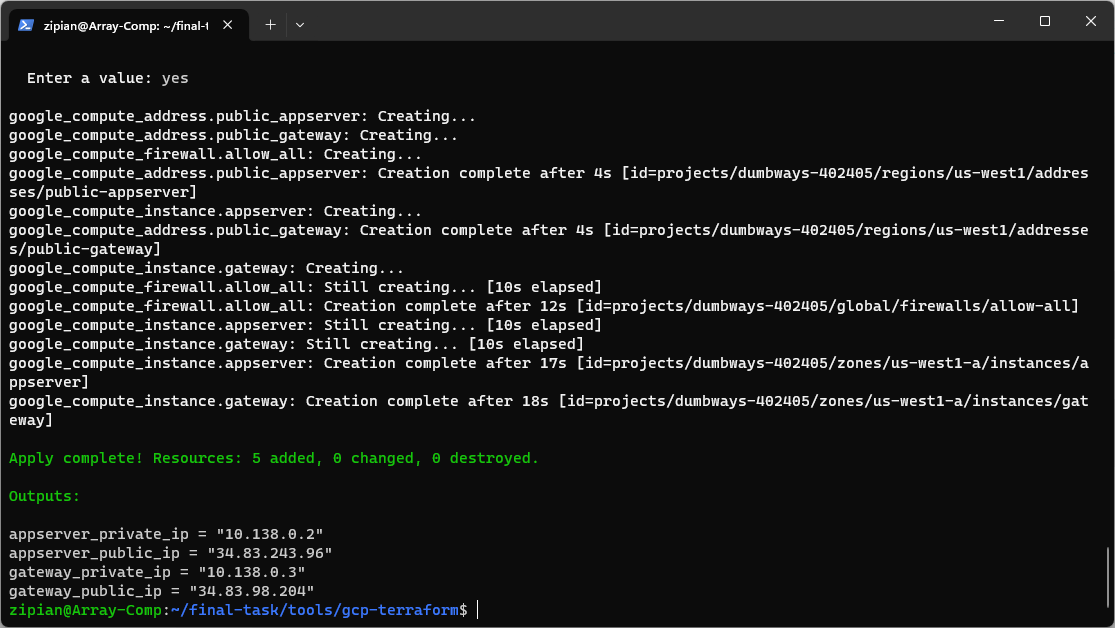 zipian@Array-Comp: ~/final-t
Enter a value: yes
google_compute_address.public_appserver: Creating...
google_compute_address.public_gateway: Creating...
google_compute_firewall.allow_all: Creating...
google_compute_address.public_appserver: Creation complete after 4s [id=projects/dumbways-402405/regions/us-west1/addres
ses/public-appserver]
google_compute_instance.appserver: Creating...
google_compute_address.public_gateway: Creation complete after 4s [id=projects/dumbways-402405/regions/us-west1/addresse
s/public-gateway]
google_compute_instance.gateway: Creating...
google_compute_firewall.allow_all: Still creating... [10s elapsed]
google_compute_firewall.allow_all: Creation complete after 12s [id=projects/dumbways-402405/global/firewalls/allow-all]
google_compute_instance.appserver: Still creating... [10s elapsed]
google_compute_instance.gateway: Still creating... [10s elapsed]
google_compute_instance.appserver: Creation complete after 17s [id=projects/dumbways-402405/zones/us-west1-a/instances/a
ppserver]
google_compute_instance.gateway: Creation complete after 18s [id=projects/dumbways-402405/zones/us-west1-a/instances/gat
eway]
Apply complete! Resources: 5 added, 0 changed, 0 destroyed.
Outputs:
appserver_private_ip = "10.138.0.2"
appserver_public_ip = "34.83.243.96"
gateway_private_ip = "10.138.0.3"
gateway_public_ip = "34.83.98.204"
zipian@Array-Comp:~/final-task/tools/gcp-terraform$